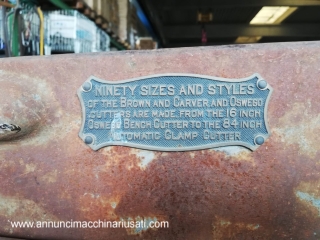 NINETY SIZES AND STYLES
OF THE BROWN AND CARVER AND OSWEGO
CUTTERS ARE MADE, FROM THE 16 INCH
OSWEGO BENCH CUTTER TO THE 84 INCH
AUTOMATIC CLAMP CUTTER
www.annuncimacchinariusati.com